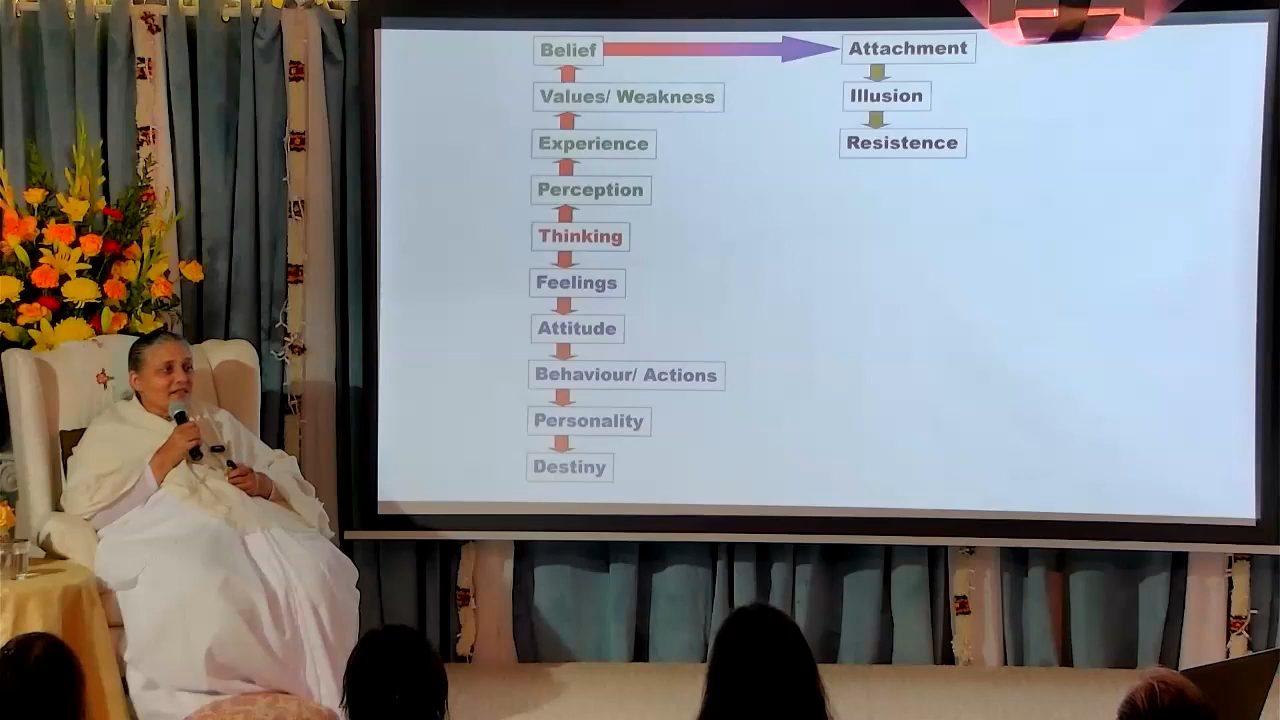 Belief
Attachment
Values/ Weakness
Illusion
Experience
Resistence
Perception
Thinking
Feelings
Attitude
Behaviour/ Actions
Personality
Destiny